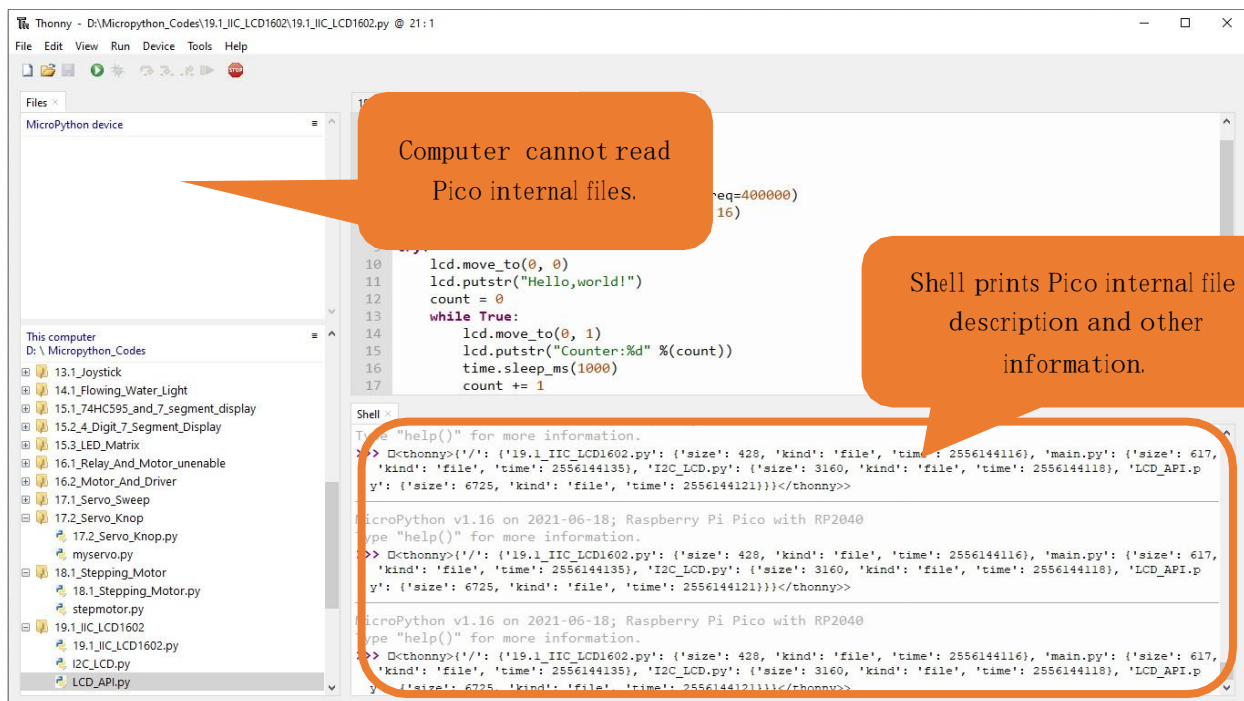 Thonny - D:\Micropython_Codes\19.1_IIC_LCD1602\19.1_IIC_LCD1602.py @ 21 : 1
File Edit View Run Device Tools Help
STOP
Files ×
MicroPython device
Computer cannot read
Pico internal files.
This computer
D: \ Micropython_Codes
13.1_Joystick
14.1_Flowing_Water_Light
15.1_74HC595_and_7_segment_display
15.2_4_Digit_7_Segment_Display
15.3_LED_Matrix
16.1_Relay_And_Motor_unenable
16.2_Motor_And_Driver
17.1_Servo_Sweep
17.2_Servo_Knop
17.2_Servo_Knop.py
myservo.py
18.1_Stepping_Motor
18.1_Stepping_Motor.py
stepmotor.py
19.1_IIC_LCD1602
19.1_IIC_LCD1602.py
I2C_LCD.py
LCD_API.py
req=400000)
16)
10 lcd.move_to(0, 0)
11 lcd.putstr("Hello,world!")
12 count = 0
13 while True:
14 lcd.move_to(0, 1)
15 lcd.putstr("Counter:%d" %(count))
16 time.sleep_ms(1000)
17 count += 1
Shell prints Pico internal file
description and other
information.
Shell ×
Type "help()" for more information.
>>> □<thonny>{'/': {'19.1_IIC_LCD1602.py': {'size': 428, 'kind': 'file', 'time': 2556144116}, 'main.py': {'size': 617,
'kind': 'file', 'time': 2556144135}, 'I2C_LCD.py': {'size': 3160, 'kind': 'file', 'time': 2556144118}, 'LCD_API.p
y': {'size': 6725, 'kind': 'file', 'time': 2556144121}}}</thonny>>
MicroPython v1.16 on 2021-06-18; Raspberry Pi Pico with RP2040
Type "help()" for more information.
>>> □<thonny>{'/': {'19.1_IIC_LCD1602.py': {'size': 428, 'kind': 'file', 'time': 2556144116}, 'main.py': {'size': 617,
'kind': 'file', 'time': 2556144135}, 'I2C_LCD.py': {'size': 3160, 'kind': 'file', 'time': 2556144118}, 'LCD_API.p
y': {'size': 6725, 'kind': 'file', 'time': 2556144121}}}</thonny>>
MicroPython v1.16 on 2021-06-18; Raspberry Pi Pico with RP2040
Type "help()" for more information.
>>> □<thonny>{'/': {'19.1_IIC_LCD1602.py': {'size': 428, 'kind': 'file', 'time': 2556144116}, 'main.py': {'size': 617,
'kind': 'file', 'time': 2556144135}, 'I2C_LCD.py': {'size': 3160, 'kind': 'file', 'time': 2556144118}, 'LCD_API.p
y': {'size': 6725, 'kind': 'file', 'time': 2556144121}}}</thonny>>